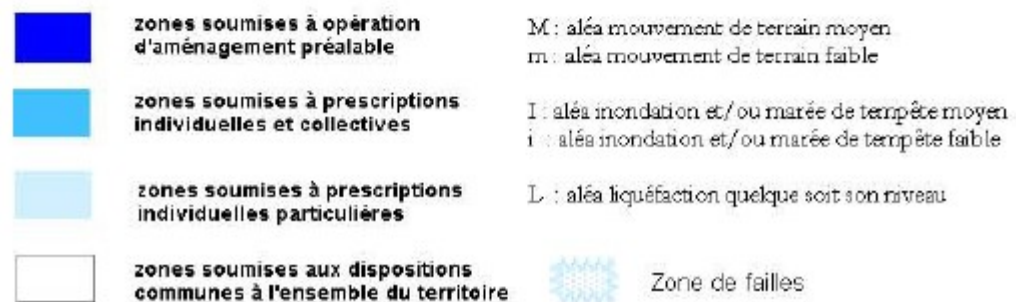 zones soumises à opération
d'aménagement préalable
zones soumises à prescriptions
individuelles et collectives
zones soumises à prescriptions
individuelles particulières
zones soumises aux dispositions
communes à l'ensemble du territoire
M : aléa mouvement de terrain moyen
m : aléa mouvement de terrain faible
I : aléa inondation et/ou marée de tempête moyen
i : aléa inondation et/ou marée de tempête faible
L : aléa liquéfaction quelque soit son niveau
Zone de failles